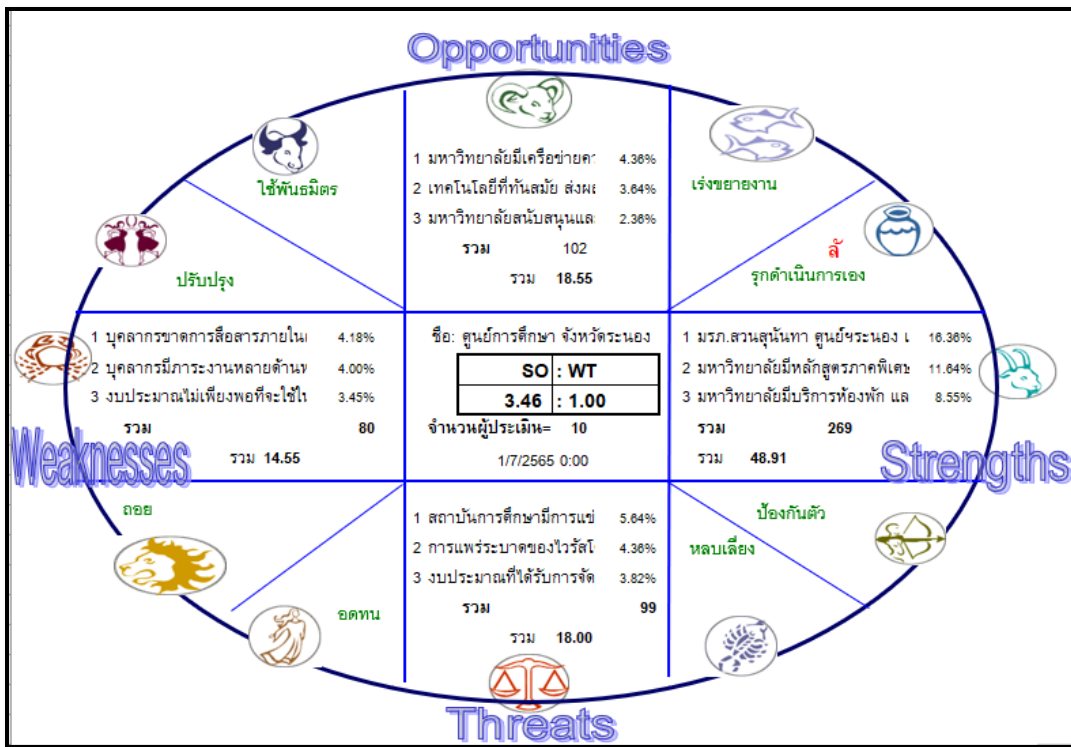 Opportunities
1 มหาวิทยาลัยมีเครือข่ายคว 4.36%
2 เทคโนโลยีที่ทันสมัย ส่งผล 3.64%
3 มหาวิทยาลัยสนับสนุนและ 2.36%
รวม 102
รวม 18.55
ใช้พันธมิตร
เร่งขยายงาน
ลั
ปรับปรุง
รุกดำเนินการเอง
1 บุคลากรขาดการสื่อสารภายใน 4.18%
2 บุคลากรมีภาระงานหลายด้าน 4.00%
3 งบประมาณไม่เพียงพอที่จะใช้ใ 3.45%
รวม 80
รวม 14.55
Weaknesses
ชื่อ: ศูนย์การศึกษา จังหวัดระนอง
SO : WT
3.46 : 1.00
จำนวนผู้ประเมิน= 10
1/7/2565 0:00
1 มรภ.สวนสุนันทา ศูนย์ฯระนอง 16.36%
2 มหาวิทยาลัยมีหลักสูตรภาคพิเศษ 11.64%
3 มหาวิทยาลัยมีบริการห้องพัก แล 8.55%
รวม 269
รวม 48.91
Strengths
ถอย
ป้องกันตัว
หลบเลี่ยง
อดทน
1 สถาบันการศึกษามีการแข่ 5.64%
2 การแพร่ระบาดของไวรัสโ 4.36%
3 งบประมาณที่ได้รับการจัด 3.82%
รวม 99
รวม 18.00
Threats